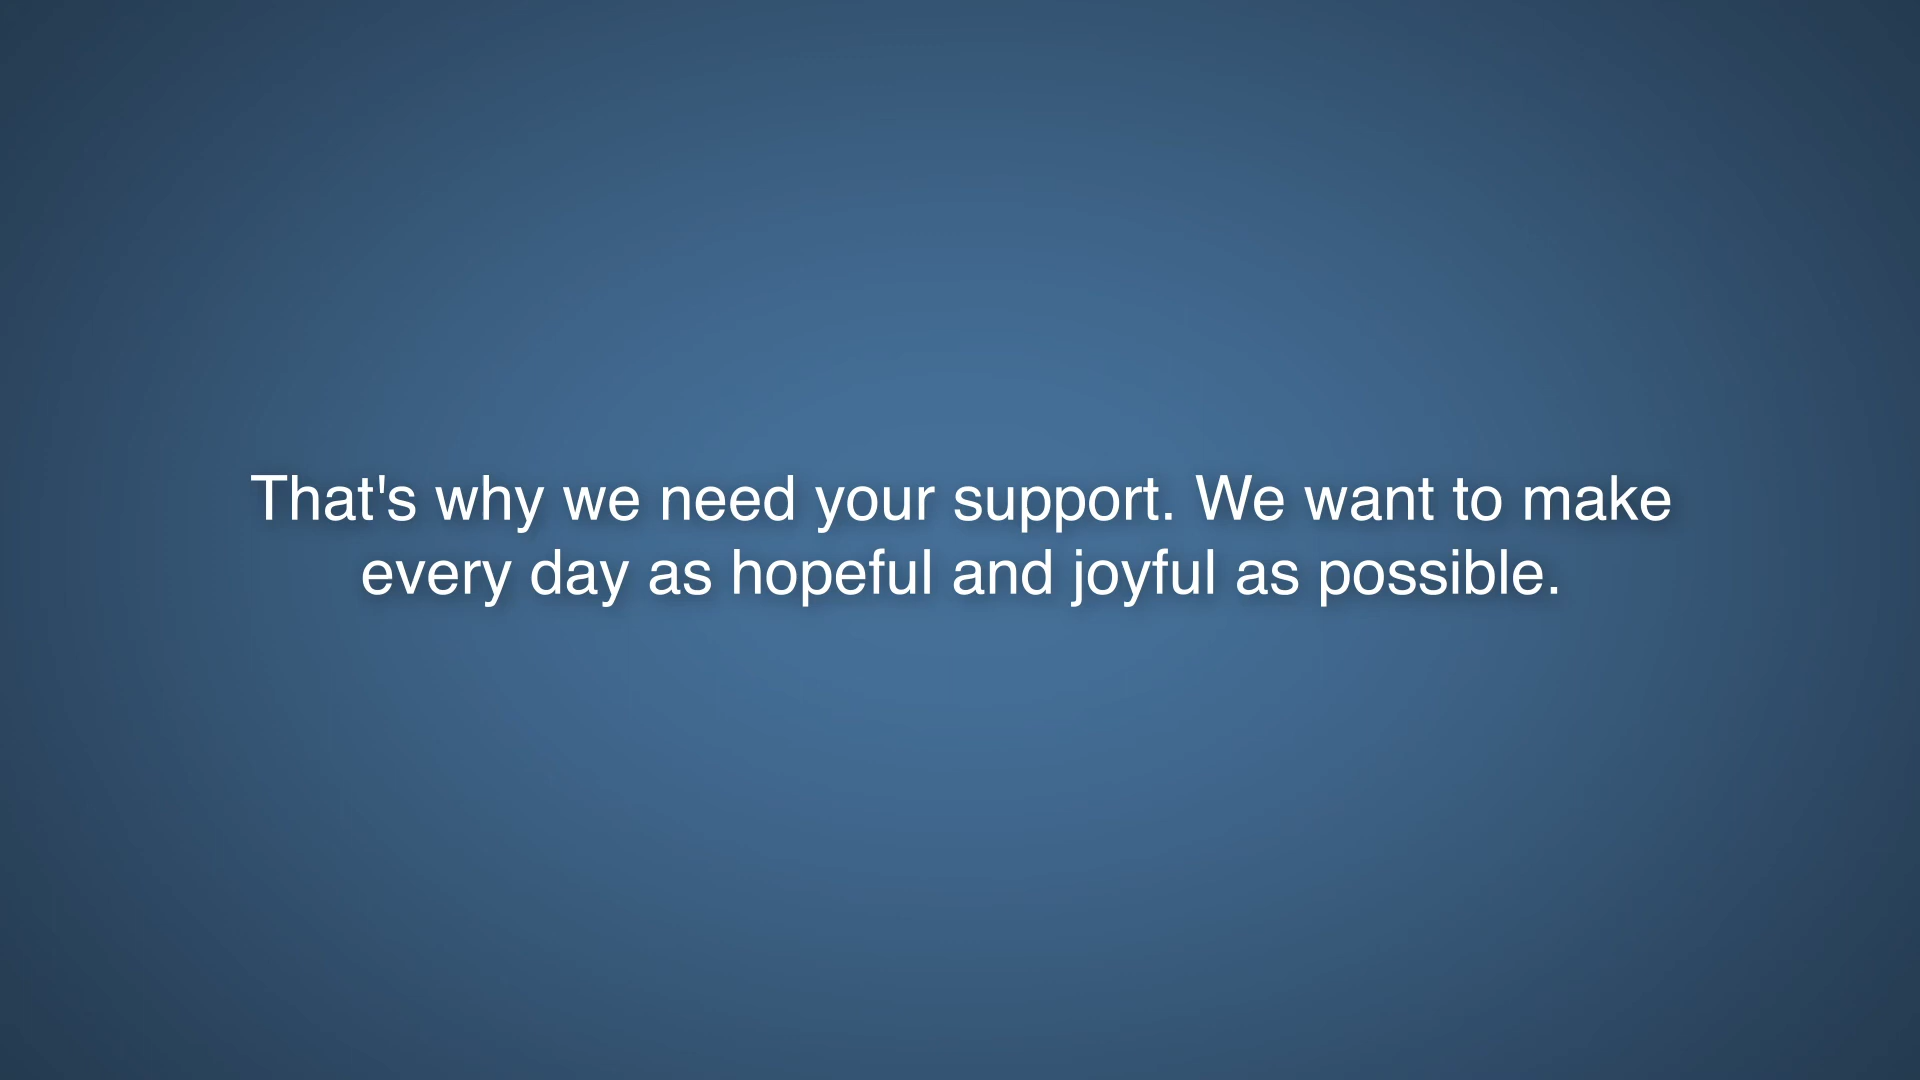 That's why we need your support. We want to make
every day as hopeful and joyful as possible.